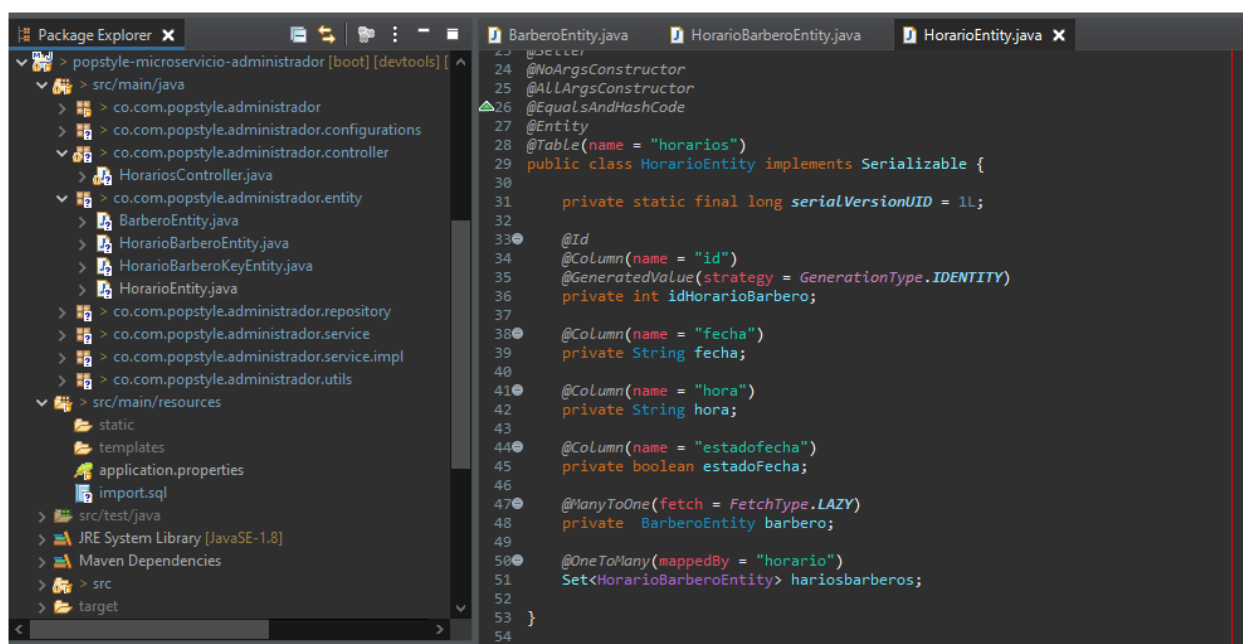 Package Explorer
> popstyle-microservicio-administrador [boot] [devtools] [
> src/main/java
> co.com.popstyle.administrador
> co.com.popstyle.administrador.configurations
> co.com.popstyle.administrador.controller
> HorariosController.java
> co.com.popstyle.administrador.entity
> BarberoEntity.java
> HorarioBarberoEntity.java
> HorarioBarberoKeyEntity.java
> HorarioEntity.java
> co.com.popstyle.administrador.repository
> co.com.popstyle.administrador.service
> co.com.popstyle.administrador.service.impl
> co.com.popstyle.administrador.utils
> src/main/resources
static
templates
application.properties
import.sql
> src/test/java
> JRE System Library [JavaSE-1.8]
> Maven Dependencies
> src
> target
BarberoEntity.java HorarioBarberoEntity.java HorarioEntity.java
23 @Setter
24 @NoArgsConstructor
25 @AllArgsConstructor
26 @EqualsAndHashCode
27 @Entity
28 @Table(name = "horarios")
29 public class HorarioEntity implements Serializable {
30
31 private static final long serialVersionUID = 1L;
32
33 @Id
34 @Column(name = "id")
35 @GeneratedValue(strategy = GenerationType.IDENTITY)
36 private int idHorarioBarbero;
37
38 @Column(name = "fecha")
39 private String fecha;
40
41 @Column(name = "hora")
42 private String hora;
43
44 @Column(name = "estadofecha")
45 private boolean estadoFecha;
46
47 @ManyToOne(fetch = FetchType.LAZY)
48 private BarberoEntity barbero;
49
50 @OneToMany(mappedBy = "horario")
51 Set<HorarioBarberoEntity> hariosbarberos;
52
53 }
54